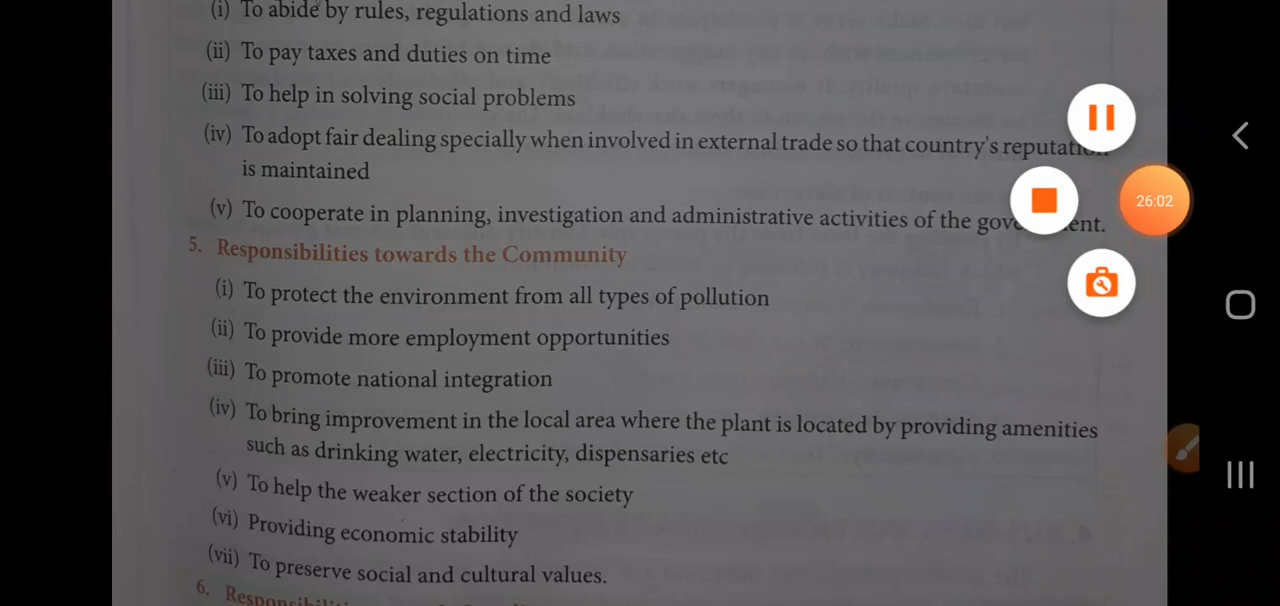 (i) To abide by rules, regulations and laws
(ii) To pay taxes and duties on time
(iii) To help in solving social problems
(iv) To adopt fair dealing specially when involved in external trade so that country's
is maintained
(v) To cooperate in planning, investigation and administrative activities of the
5. Responsibilities towards the Community
(i) To protect the environment from all types of pollution
(ii) To provide more employment opportunities
(iii) To promote national integration
(iv) To bring improvement in the local area where the plant is located by providing amenities
such as drinking water, electricity, dispensaries etc
(v) To help the weaker section of the society
(vi) Providing economic stability
(vii) To preserve social and cultural values.
6.
26:02